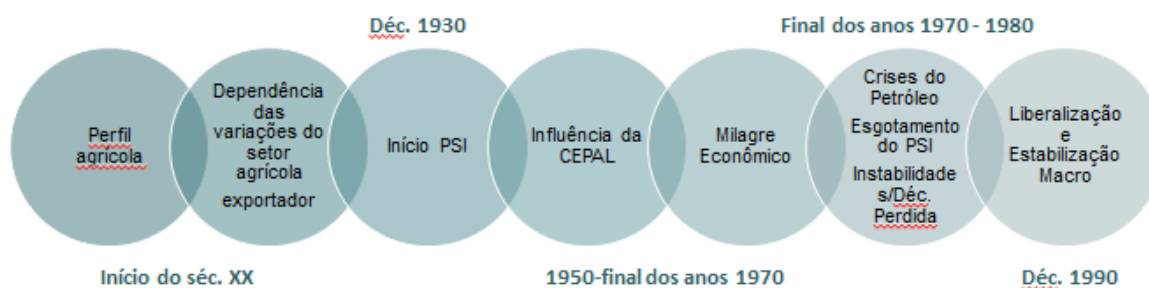 Déc. 1930
Final dos anos 1970 - 1980
Perfil
agrícola
Dependência
das
variações do
setor
agrícola
exportador
Início PSI
Influência da
CEPAL
Milagre
Econômico
Crises do
Petróleo
Esgotamento
do PSI
Instabilidade
s/Déc.
Perdida
Liberalização
e
Estabilização
Macro
Início do séc. XX
1950-final dos anos 1970
Déc. 1990